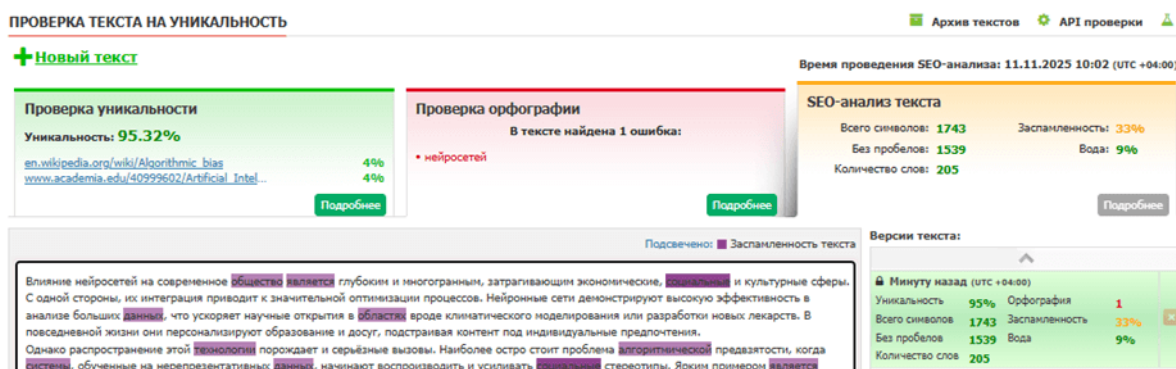 ПРОВЕРКА ТЕКСТА НА УНИКАЛЬНОСТЬ
Архив текстов API проверки
Новый текст
Время проведения SEO-анализа: 11.11.2025 10:02 (UTC +04:00)
Проверка уникальности
Уникальность: 95.32%
en.wikipedia.org/wiki/Algorithmic_bias 4%
www.academia.edu/40999602/Artificial_Intel... 4%
Подробнее
Проверка орфографии
В тексте найдена 1 ошибка:
• нейросетей
Подробнее
SEO-анализ текста
Всего символов: 1743 Заспамленность: 33%
Без пробелов: 1539 Вода: 9%
Количество слов: 205
Подробнее
Подсвечено: Заспамленность текста
Влияние нейросетей на современное общество является глубоким и многогранным, затрагивающим экономические, социальные и культурные сферы.
С одной стороны, их интеграция приводит к значительной оптимизации процессов. Нейронные сети демонстрируют высокую эффективность в
анализе больших данных, что ускоряет научные открытия в областях вроде климатического моделирования или разработки новых лекарств. В
повседневной жизни они персонализируют образование и досуг, подстраивая контент под индивидуальные предпочтения.
Однако распространение этой технологии порождает и серьёзные вызовы. Наиболее остро стоит проблема алгоритмической предвзятости, когда
системы, обученные на нерепрезентативных данных, начинают воспроизводить и усиливать социальные стереотипы. Ярким примером является
Версии текста:
Минуту назад (UTC +04:00)
Уникальность 95% Орфография 1
Всего символов 1743 Заспамленность 33%
Без пробелов 1539 Вода 9%
Количество слов 205